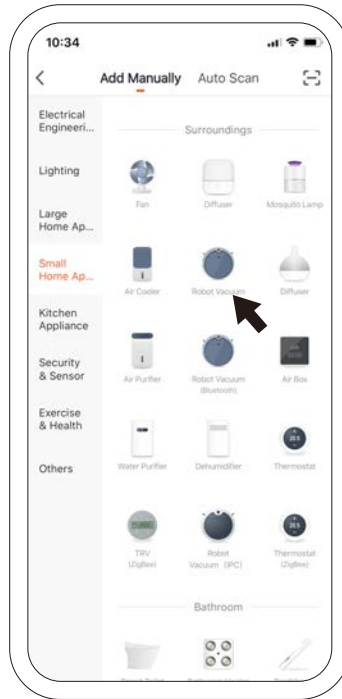 10:34
Add Manually Auto Scan
Electrical
Engineeri...
Lighting
Large
Home Ap...
Small
Home Ap...
Kitchen
Appliance
Security
& Sensor
Exercise
& Health
Others
Surroundings
Fan Diffuser Mosquito Lamp
Air Cooler Robot Vacuum Diffuser
Air Purifier Robot Vacuum Air Box
(Bluetooth)
Water Purifier Dehumidifier Thermostat
TRV Robot Thermostat
(ZigBee) Vacuum (IPC) (ZigBee)
Bathroom